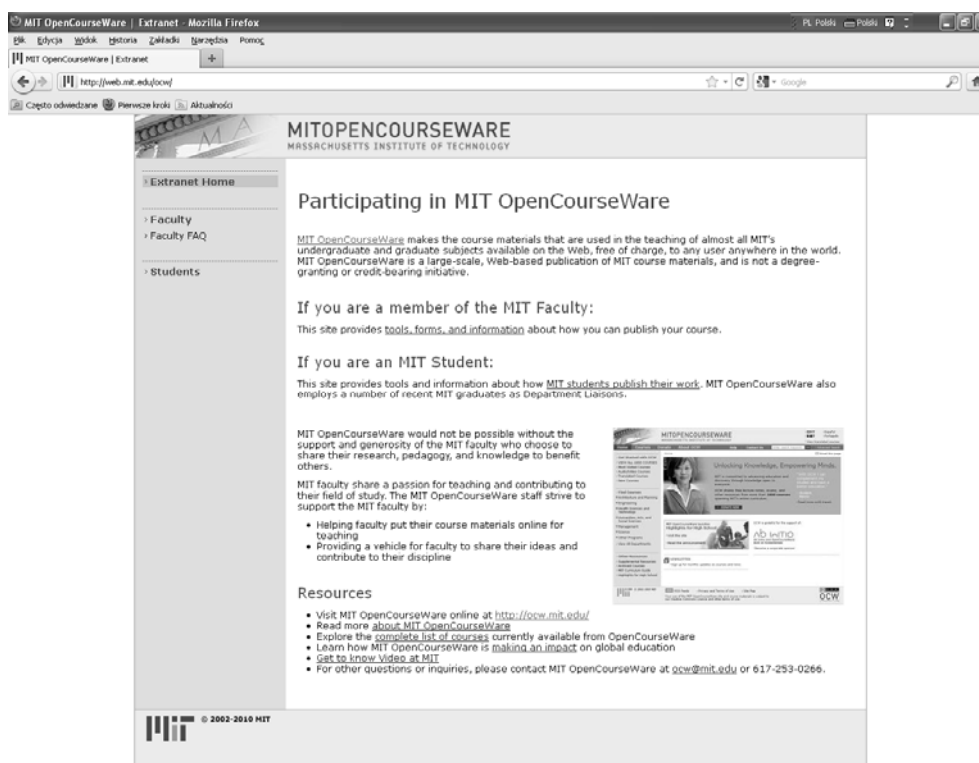 MIT OpenCourseWare | Extranet - Mozilla Firefox
PL Polski Polski
Plik Edycja Widok Historia Zakładki Narzędzia Pomoc
MIT OpenCourseWare | Extranet
http://web.mit.edu/ocw/
Google
Często odwiedzane Pierwsze kroki Aktualności
MITOPENCOURSEWARE
MASSACHUSETTS INSTITUTE OF TECHNOLOGY
Extranet Home
Faculty
Faculty FAQ
Students
Participating in MIT OpenCourseWare
MIT OpenCourseWare makes the course materials that are used in the teaching of almost all MIT's
undergraduate and graduate subjects available on the Web, free of charge, to any user anywhere in the world.
MIT OpenCourseWare is a large-scale, Web-based publication of MIT course materials, and is not a degree-
granting or credit-bearing initiative.
If you are a member of the MIT Faculty:
This site provides tools, forms, and information about how you can publish your course.
If you are an MIT Student:
This site provides tools and information about how MIT students publish their work. MIT OpenCourseWare also
employs a number of recent MIT graduates as Department Liaisons.
MIT OpenCourseWare would not be possible without the
support and generosity of the MIT faculty who choose to
share their research, pedagogy, and knowledge to benefit
others.
MIT faculty share a passion for teaching and contributing to
their field of study. The MIT OpenCourseWare staff strive to
support the MIT faculty by:
• Helping faculty put their course materials online for
teaching
• Providing a vehicle for faculty to share their ideas and
contribute to their discipline
MITOPENCOURSEWARE
Unlocking Knowledge, Empowering Minds.
OCW
Resources
• Visit MIT OpenCourseWare online at http://ocw.mit.edu/
• Read more about MIT OpenCourseWare
• Explore the complete list of courses currently available from OpenCourseWare
• Learn how MIT OpenCourseWare is making an impact on global education
• Get to know Video at MIT
• For other questions or inquiries, please contact MIT OpenCourseWare at ocw@mit.edu or 617-253-0266.
MIT
© 2002-2010 MIT